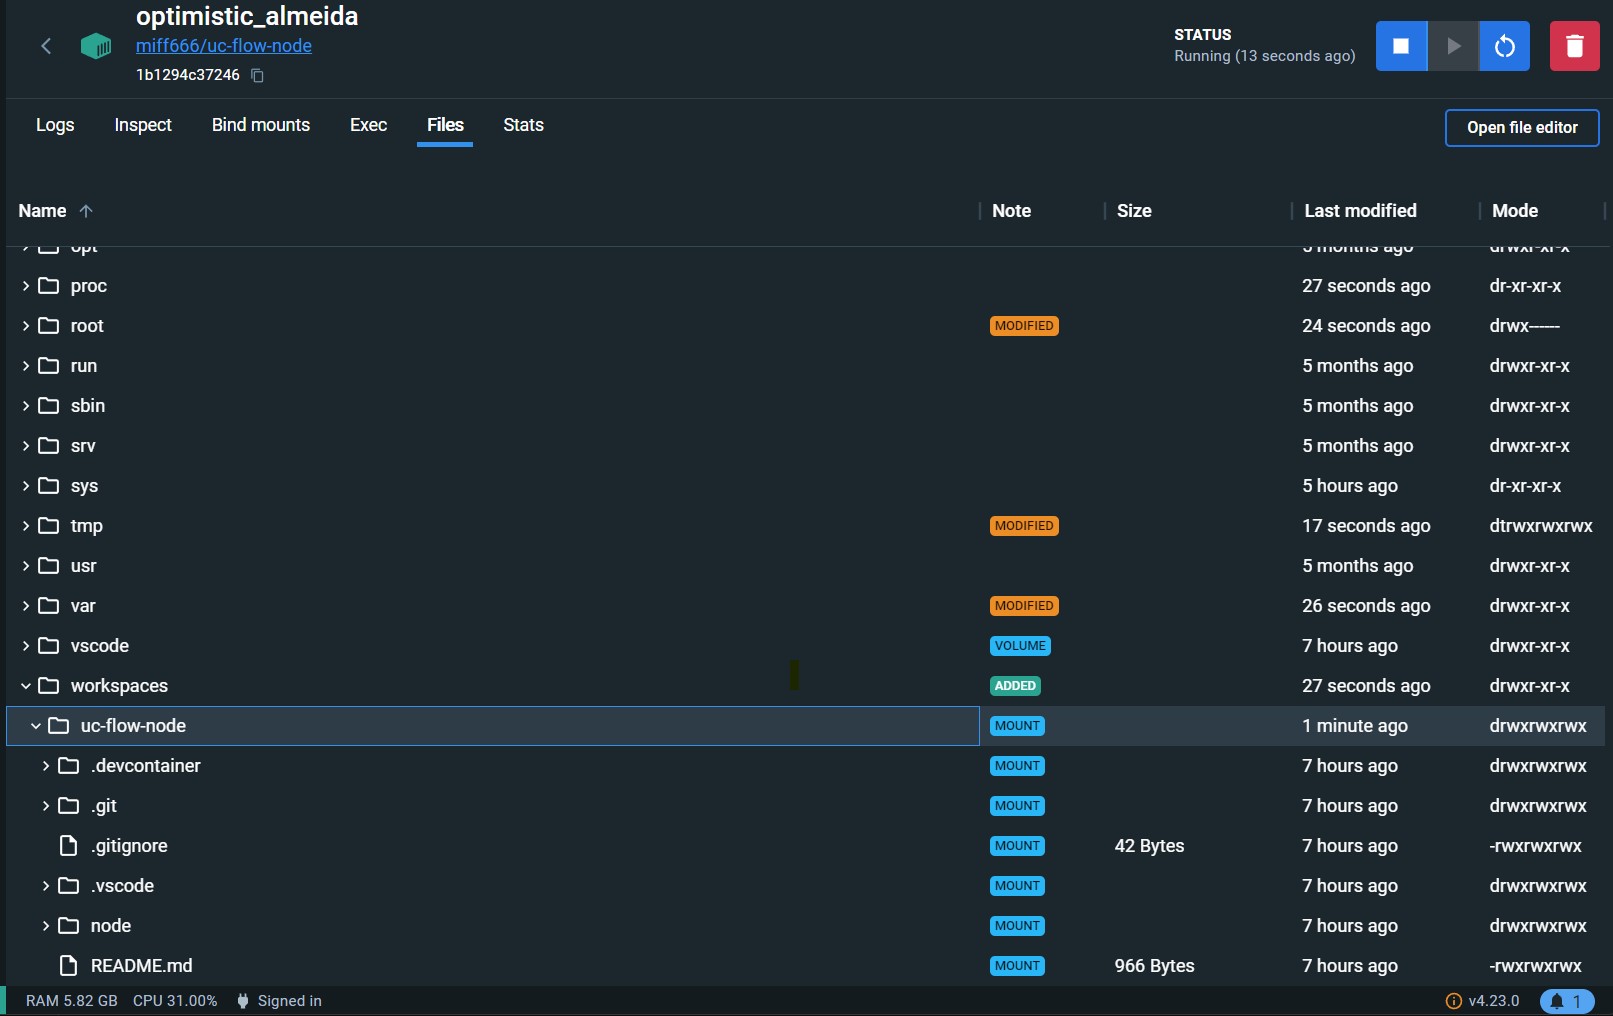 optimistic_almeida
miff666/uc-flow-node
1b1294c37246
STATUS
Running (13 seconds ago)
Logs Inspect Bind mounts Exec Files Stats
Open file editor
Name Note Size Last modified Mode
opt 5 months ago drwxr-xr-x
proc 27 seconds ago dr-xr-xr-x
root MODIFIED 24 seconds ago drwx------
run 5 months ago drwxr-xr-x
sbin 5 months ago drwxr-xr-x
srv 5 months ago drwxr-xr-x
sys 5 hours ago dr-xr-xr-x
tmp MODIFIED 17 seconds ago dtrwxrwxrwx
usr 5 months ago drwxr-xr-x
var MODIFIED 26 seconds ago drwxr-xr-x
vscode VOLUME 7 hours ago drwxr-xr-x
workspaces ADDED 27 seconds ago drwxr-xr-x
uc-flow-node MOUNT 1 minute ago drwxrwxrwx
.devcontainer MOUNT 7 hours ago drwxrwxrwx
.git MOUNT 7 hours ago drwxrwxrwx
.gitignore MOUNT 42 Bytes 7 hours ago -rwxrwxrwx
.vscode MOUNT 7 hours ago drwxrwxrwx
node MOUNT 7 hours ago drwxrwxrwx
README.md MOUNT 966 Bytes 7 hours ago -rwxrwxrwx
RAM 5.82 GB CPU 31.00% Signed in v4.23.0 1